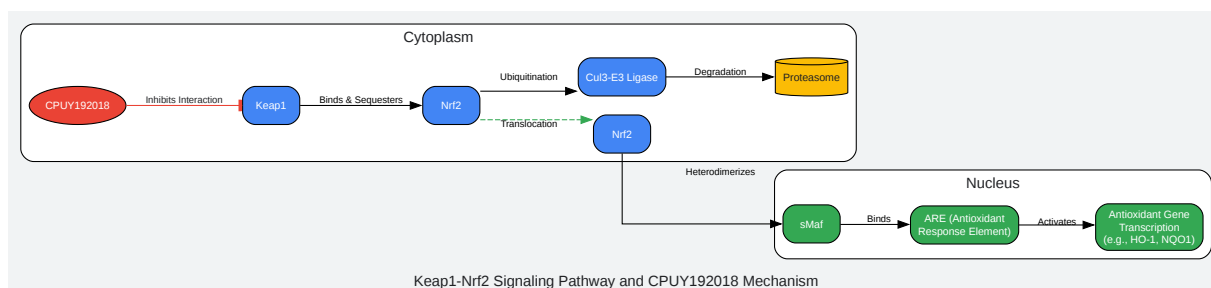 Cytoplasm
CPUY192018
Inhibits Interaction
Keap1
Binds & Sequesters
Nrf2
Ubiquitination
Cul3-E3 Ligase
Degradation
Proteasome
Translocation
Nrf2
Heterodimerizes
Nucleus
sMaf
Binds
ARE (Antioxidant
Response Element)
Activates
Antioxidant Gene
Transcription
(e.g., HO-1, NQO1)
Keap1-Nrf2 Signaling Pathway and CPUY192018 Mechanism